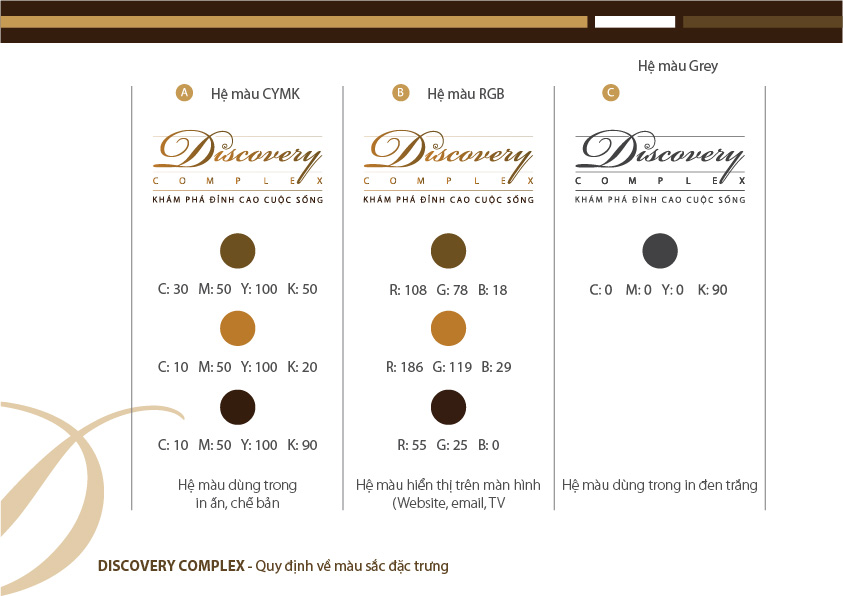 Hệ màu Grey
A Hệ màu CYMK
B Hệ màu RGB
C
Discovery
COMPLEX
KHÁM PHÁ ĐỈNH CAO CUỘC SỐNG
Discovery
COMPLEX
KHÁM PHÁ ĐỈNH CAO CUỘC SỐNG
Discovery
COMPLEX
KHÁM PHÁ ĐỈNH CAO CUỘC SỐNG
C: 30 M: 50 Y: 100 K: 50
R: 108 G: 78 B: 18
C: 0 M: 0 Y: 0 K: 90
C: 10 M: 50 Y: 100 K: 20
R: 186 G: 119 B: 29
C: 10 M: 50 Y: 100 K: 90
R: 55 G: 25 B: 0
Hệ màu dùng trong
in ấn, chế bản
Hệ màu hiển thị trên màn hình
(Website, email, TV
Hệ màu dùng trong in đen trắng
DISCOVERY COMPLEX - Quy định về màu sắc đặc trưng